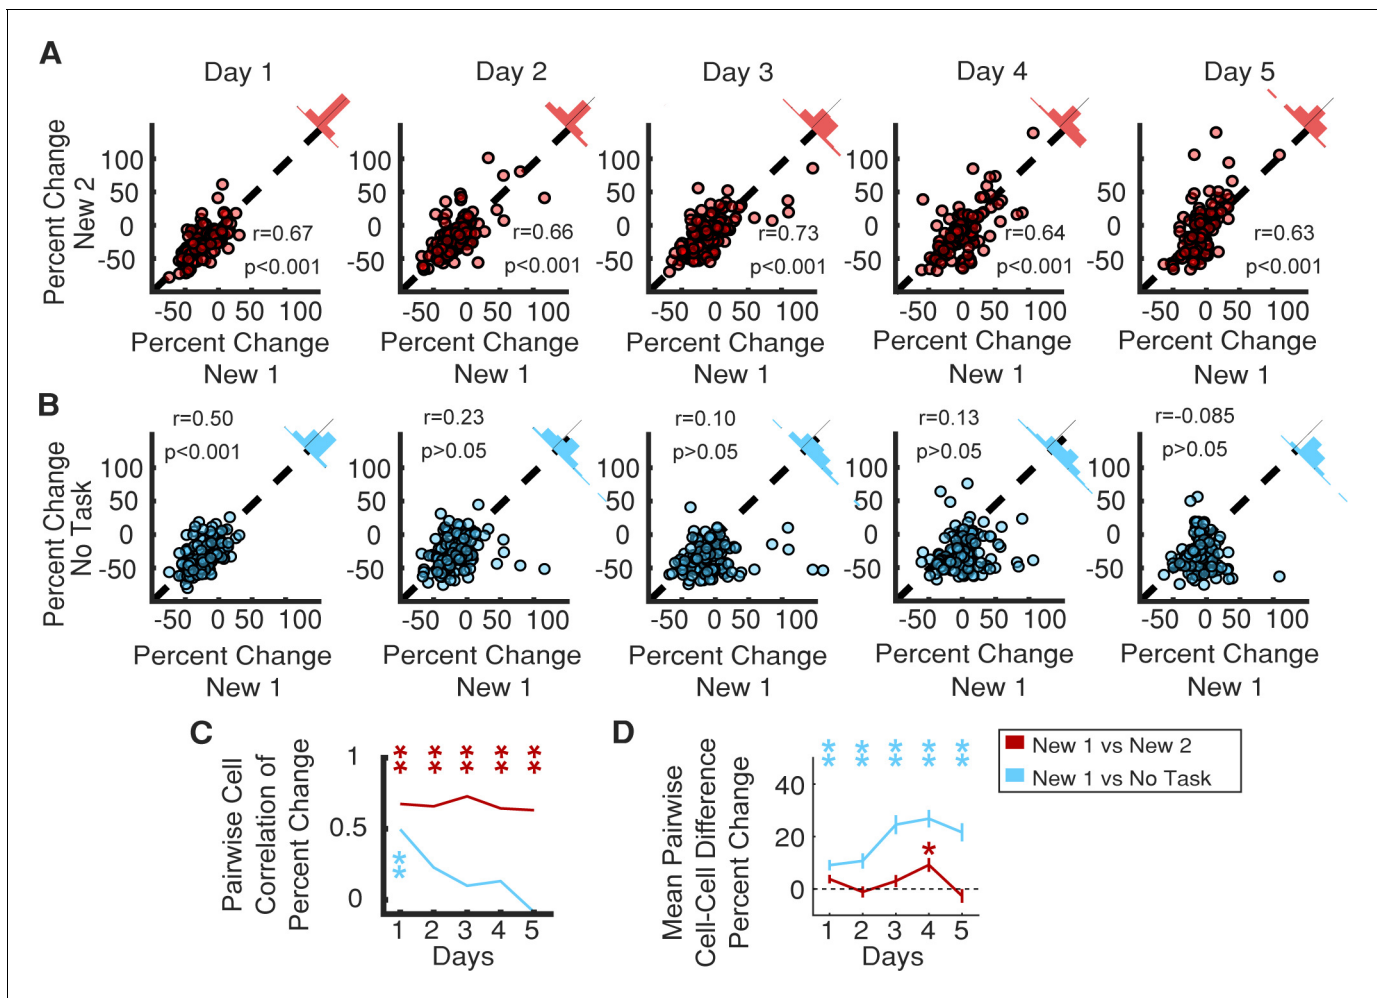 A
Day 1
Day 2
Day 3
Day 4
Day 5
Percent Change
New 2
100
50
0
-50
r=0.67
p<0.001
100
50
0
-50
r=0.66
p<0.001
100
50
0
-50
r=0.73
p<0.001
100
50
0
-50
r=0.64
p<0.001
100
50
0
-50
r=0.63
p<0.001
-50 0 50 100
-50 0 50 100
-50 0 50 100
-50 0 50 100
-50 0 50 100
Percent Change
New 1
Percent Change
New 1
Percent Change
New 1
Percent Change
New 1
Percent Change
New 1
B
Percent Change
No Task
r=0.50
p<0.001
100
50
0
-50
r=0.23
p>0.05
100
50
0
-50
r=0.10
p>0.05
100
50
0
-50
r=0.13
p>0.05
100
50
0
-50
r=-0.085
p>0.05
100
50
0
-50
-50 0 50 100
-50 0 50 100
-50 0 50 100
-50 0 50 100
-50 0 50 100
Percent Change
New 1
Percent Change
New 1
Percent Change
New 1
Percent Change
New 1
Percent Change
New 1
C
Pairwise Cell
Correlation of
Percent Change
1
0.5
0
* * * * *
* * * * *
*
*
1 2 3 4 5
Days
D
Mean Pairwise
Cell-Cell Difference
Percent Change
* * * * *
* * * * *
40
20
0
*
1 2 3 4 5
Days
New 1 vs New 2
New 1 vs No Task